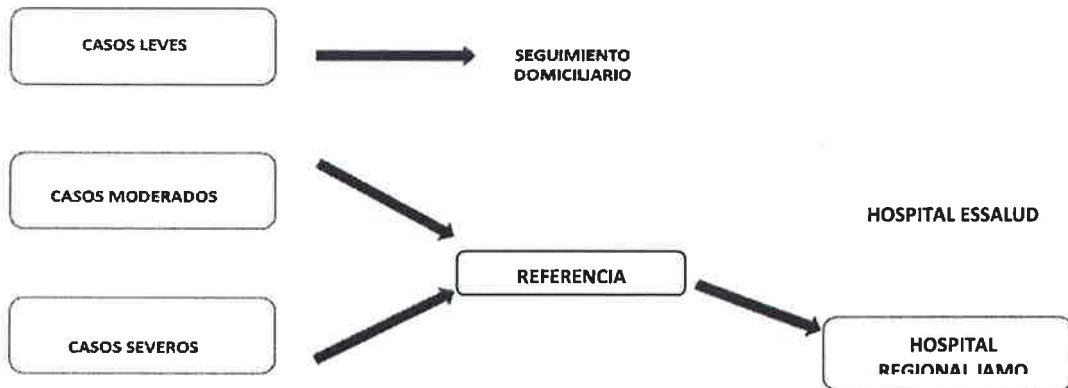 CASOS LEVES
SEGUIMIENTO
DOMICILIARIO
CASOS MODERADOS
HOSPITAL ESSALUD
REFERENCIA
CASOS SEVEROS
HOSPITAL
REGIONAL JAMO